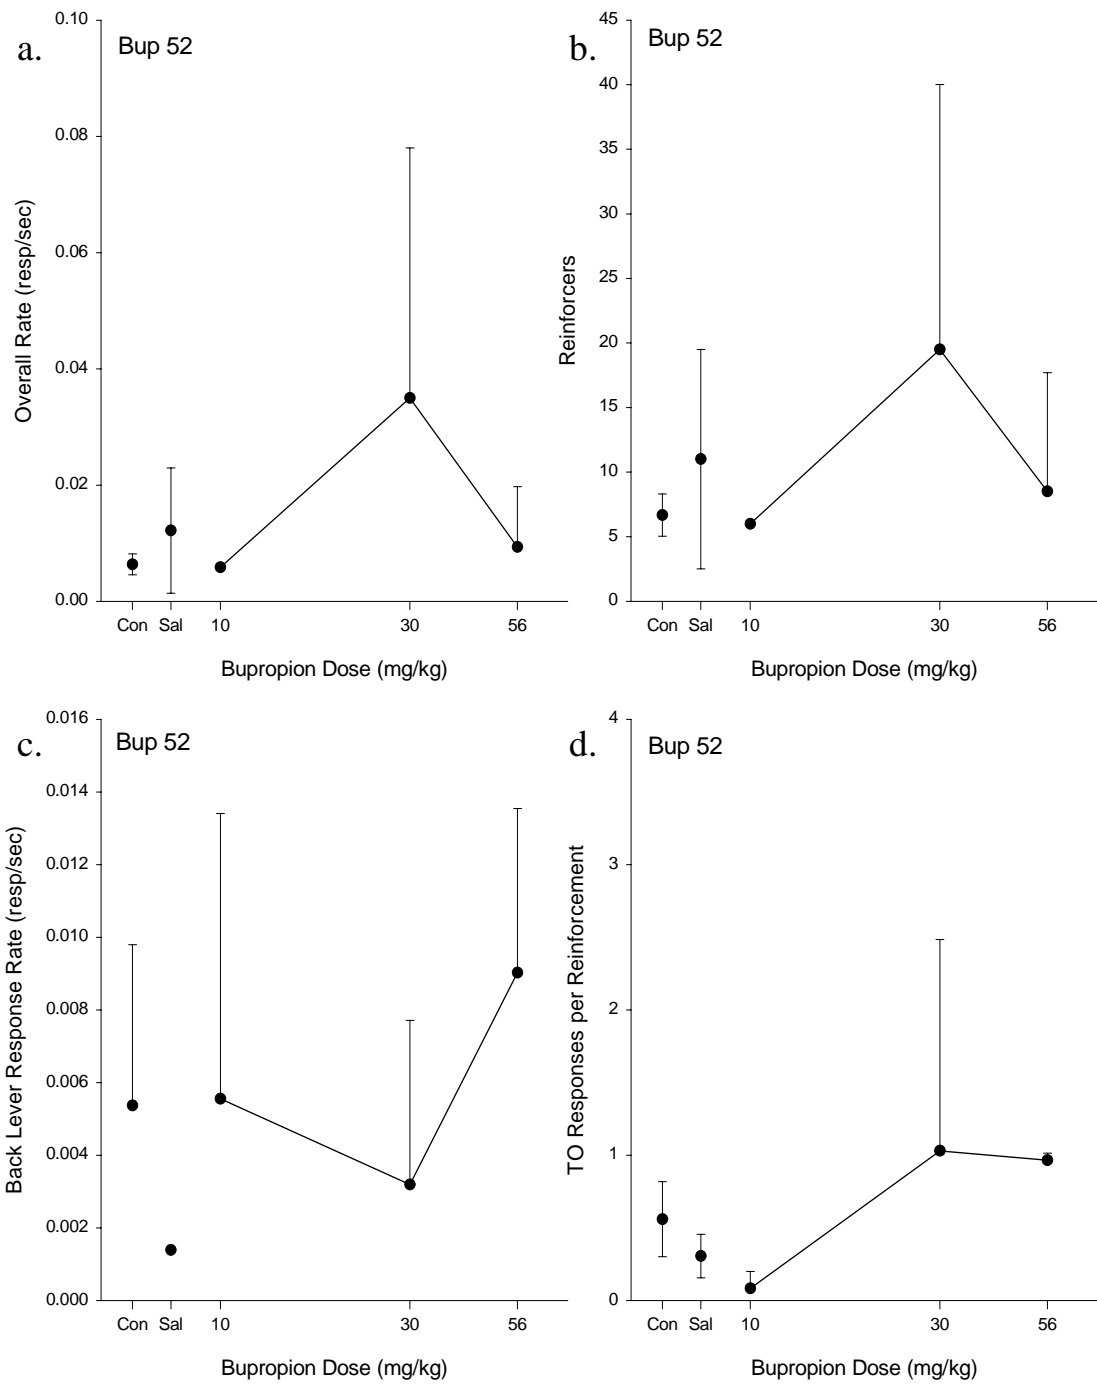 a.
Bup 52
0.10
0.08
0.06
0.04
0.02
0.00
Overall Rate (resp/sec)
Con Sal 10 30 56
Bupropion Dose (mg/kg)
b.
Bup 52
45
40
35
30
25
20
15
10
5
0
Reinforcers
Con Sal 10 30 56
Bupropion Dose (mg/kg)
c.
Bup 52
0.016
0.014
0.012
0.010
0.008
0.006
0.004
0.002
0.000
Back Lever Response Rate (resp/sec)
Con Sal 10 30 56
Bupropion Dose (mg/kg)
d.
Bup 52
4
3
2
1
0
TO Responses per Reinforcement
Con Sal 10 30 56
Bupropion Dose (mg/kg)